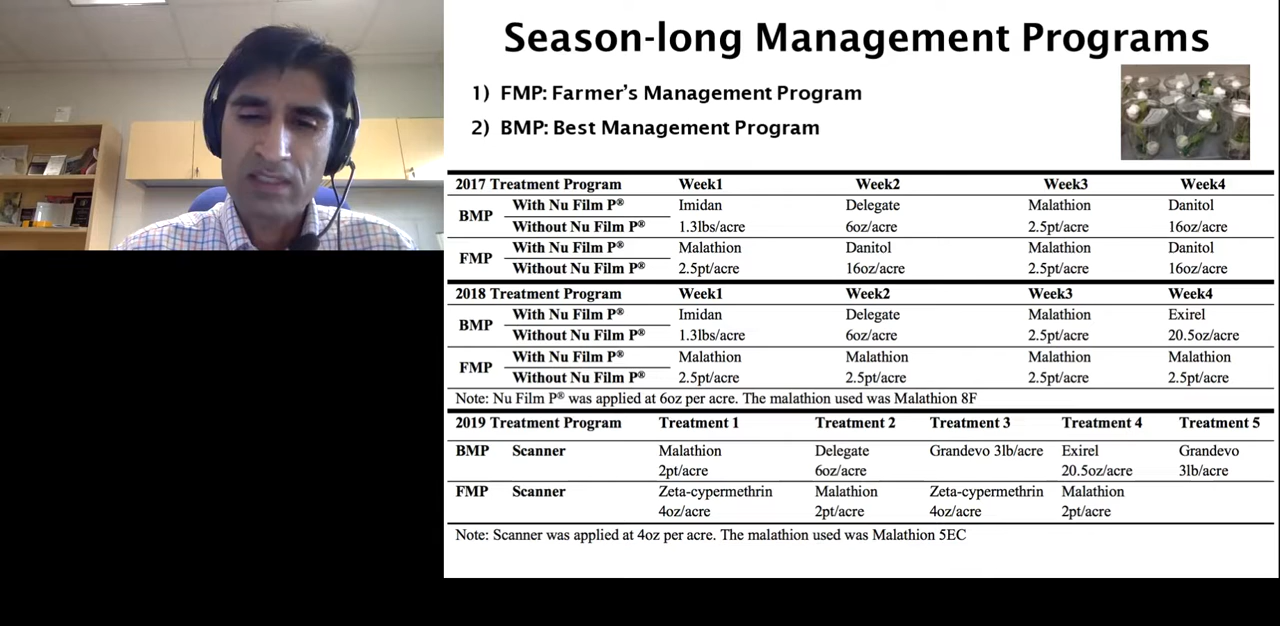 Season-long Management Programs
1) FMP: Farmer's Management Program
2) BMP: Best Management Program
2017 Treatment Program Week1 Week2 Week3 Week4
BMP With Nu Film P® Imidan Delegate Malathion Danitol
Without Nu Film P® 1.3lbs/acre 6oz/acre 2.5pt/acre 16oz/acre
FMP With Nu Film P® Malathion Danitol Malathion Danitol
Without Nu Film P® 2.5pt/acre 16oz/acre 2.5pt/acre 16oz/acre
2018 Treatment Program Week1 Week2 Week3 Week4
BMP With Nu Film P® Imidan Delegate Malathion Exirel
Without Nu Film P® 1.3lbs/acre 6oz/acre 2.5pt/acre 20.5oz/acre
FMP With Nu Film P® Malathion Malathion Malathion Malathion
Without Nu Film P® 2.5pt/acre 2.5pt/acre 2.5pt/acre 2.5pt/acre
Note: Nu Film P® was applied at 6oz per acre. The malathion used was Malathion 8F
2019 Treatment Program Treatment 1 Treatment 2 Treatment 3 Treatment 4 Treatment 5
BMP Scanner Malathion Delegate Grandevo 3lb/acre Exirel Grandevo
2pt/acre 6oz/acre 20.5oz/acre 3lb/acre
FMP Scanner Zeta-cypermethrin Malathion Zeta-cypermethrin Malathion
4oz/acre 2pt/acre 4oz/acre 2pt/acre
Note: Scanner was applied at 4oz per acre. The malathion used was Malathion 5EC